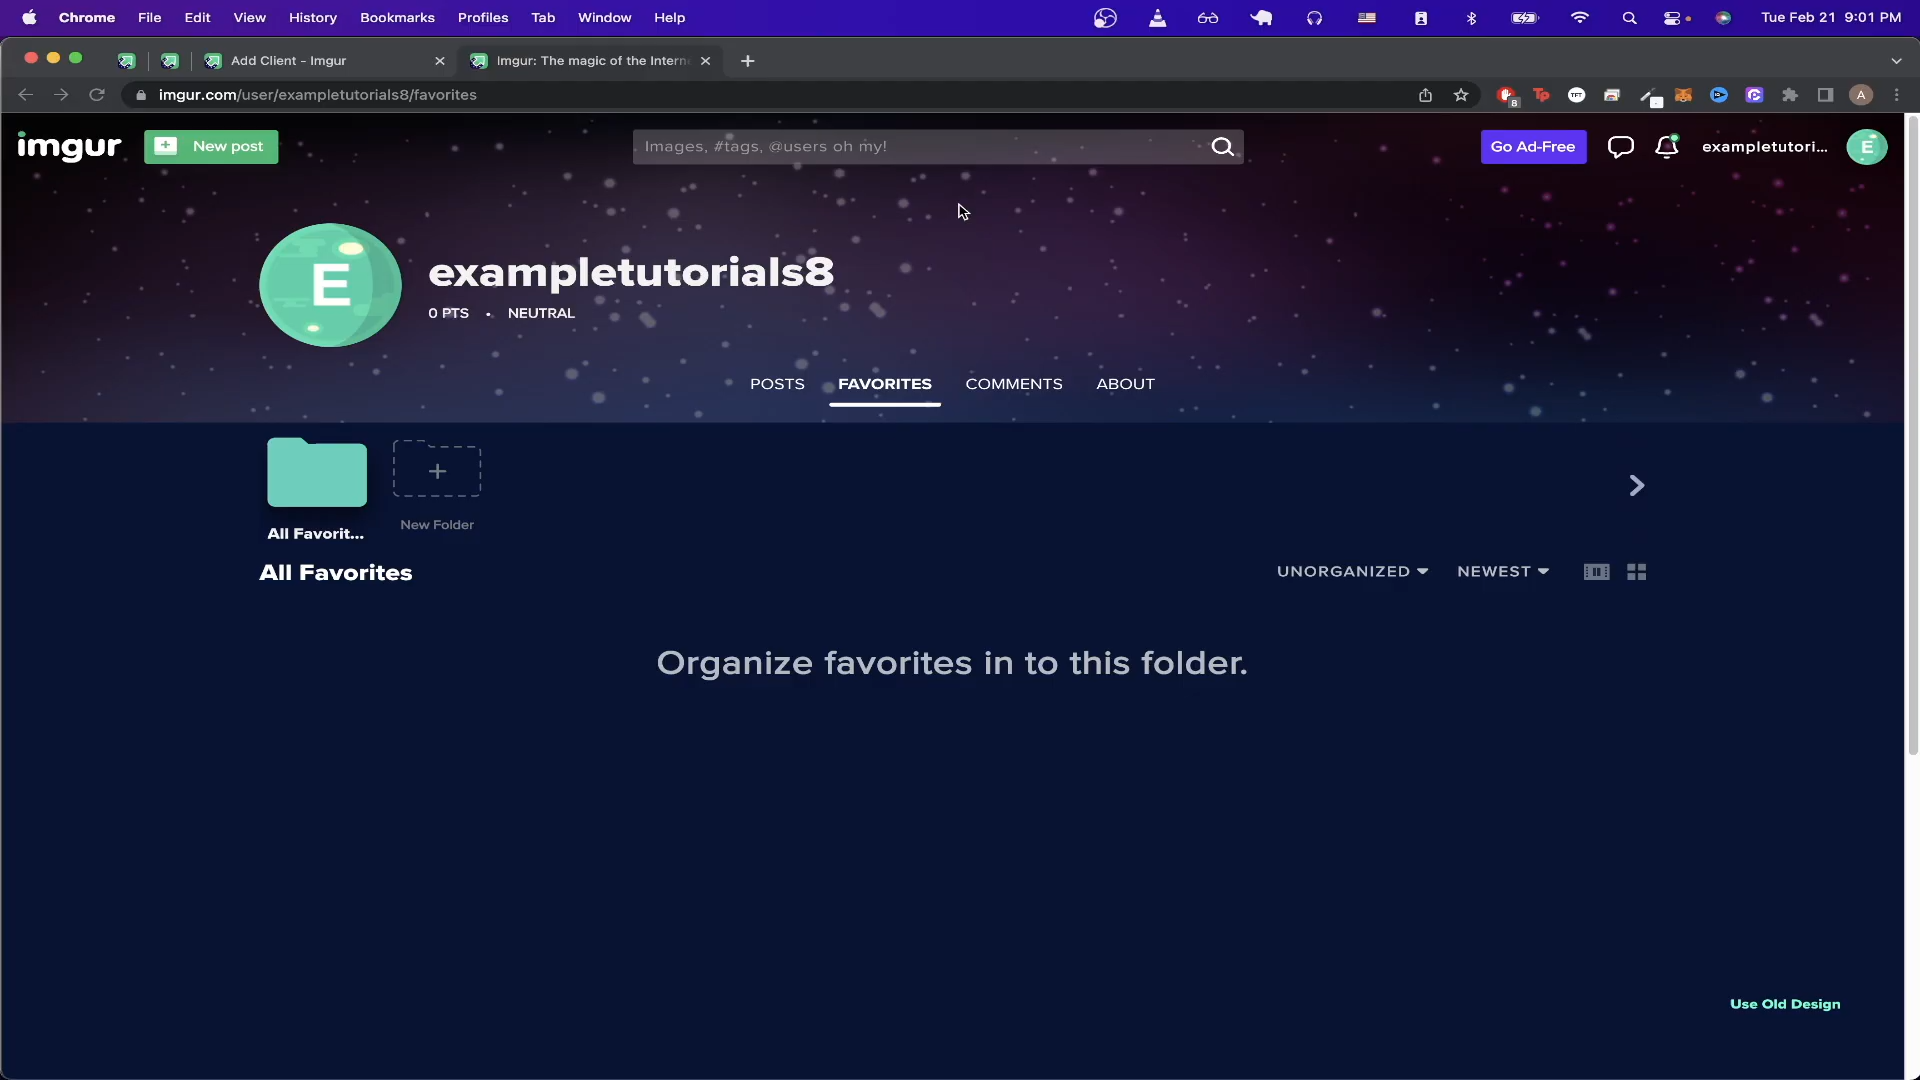 Chrome File Edit View History Bookmarks Profiles Tab Window Help Tue Feb 21 9:01 PM
Add Client - Imgur Imgur: The magic of the Intern
imgur.com/user/exampletutorials8/favorites 8 Tp TFT A
imgur New post Images, #tags, @users oh my! Go Ad-Free exampletutori... E
E
exampletutorials8
0 PTS • NEUTRAL
POSTS FAVORITES COMMENTS ABOUT
New Folder
All Favorit...
All Favorites UNORGANIZED NEWEST
Organize favorites in to this folder.
Use Old Design